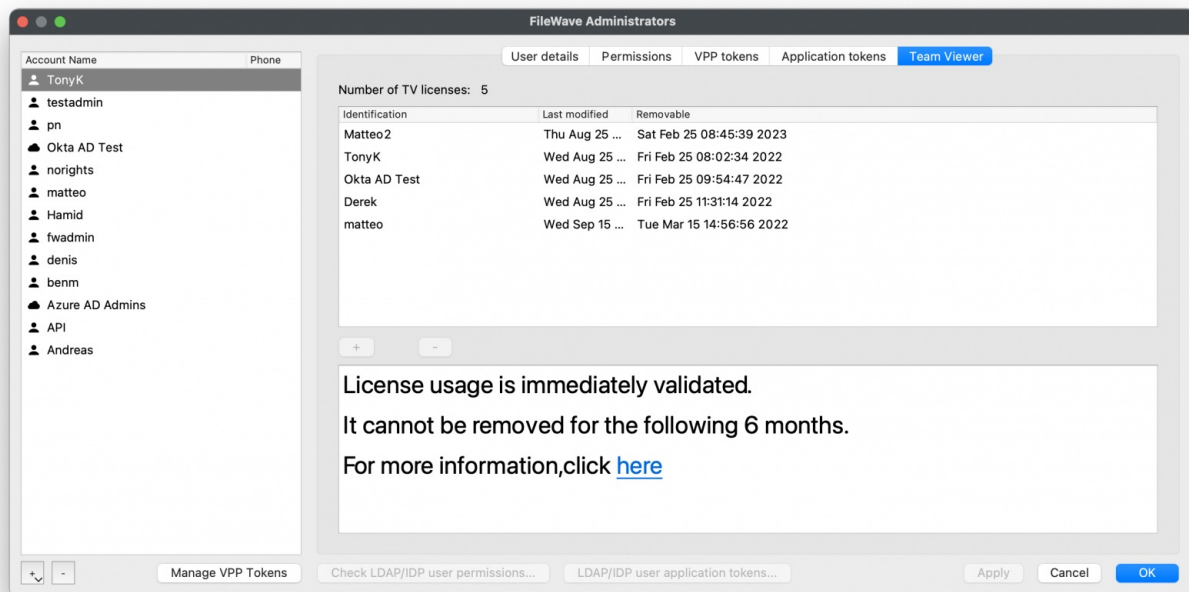 FileWave Administrators
Account Name Phone
TonyK
testadmin
pn
Okta AD Test
norights
matteo
Hamid
fwadmin
denis
benm
Azure AD Admins
API
Andreas
+ -
Manage VPP Tokens
User details Permissions VPP tokens Application tokens Team Viewer
Number of TV licenses: 5
Identification Last modified Removable
Matteo2 Thu Aug 25 ... Sat Feb 25 08:45:39 2023
TonyK Wed Aug 25 ... Fri Feb 25 08:02:34 2022
Okta AD Test Wed Aug 25 ... Fri Feb 25 09:54:47 2022
Derek Wed Aug 25 ... Fri Feb 25 11:31:14 2022
matteo Wed Sep 15 ... Tue Mar 15 14:56:56 2022
+ -
License usage is immediately validated.
It cannot be removed for the following 6 months.
For more information,click here
Check LDAP/IDP user permissions... LDAP/IDP user application tokens... Apply Cancel OK